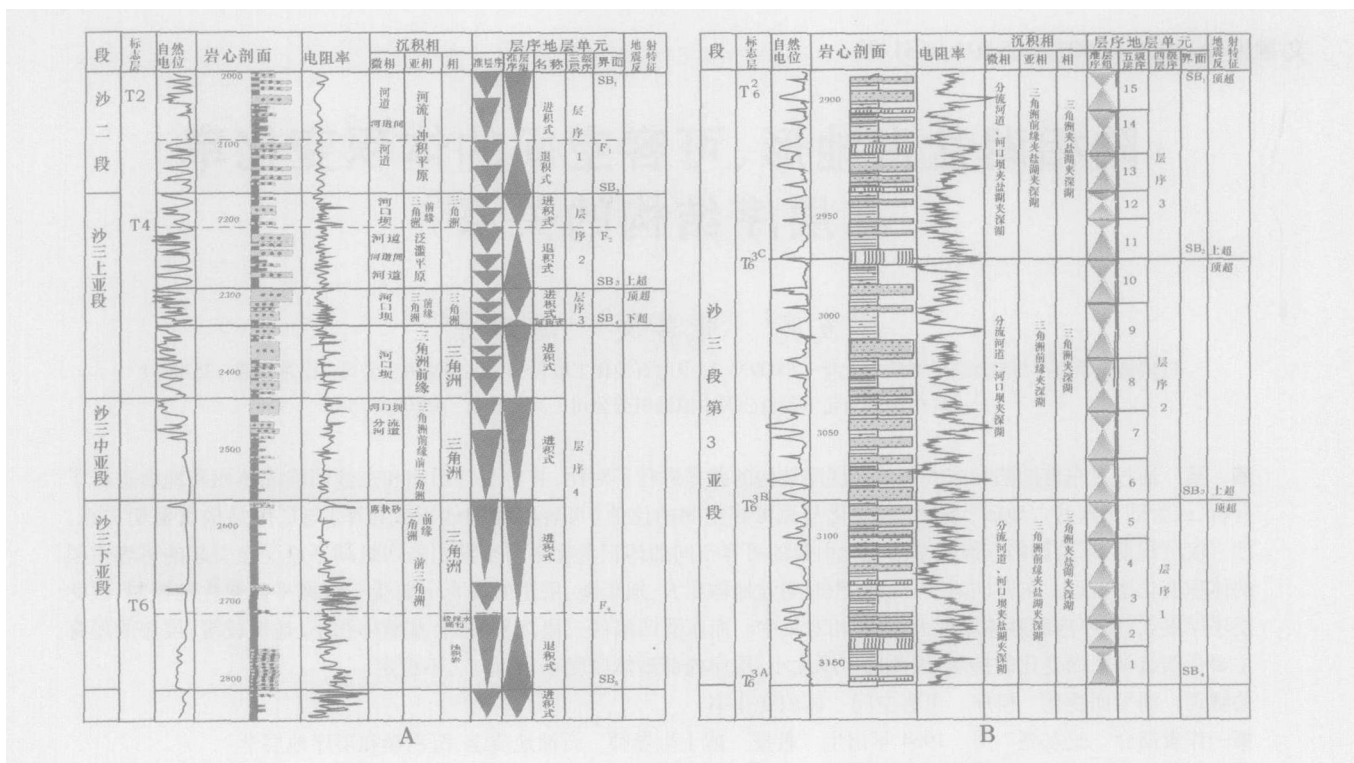 段
标志层
自然电位
岩心剖面
电阻率
沉积相
微相
亚相
相
层序地层单元
准层序
准层序组
名称
三级层序
界面
地震反射特征
沙二段
沙三上亚段
沙三中亚段
沙三下亚段
T2
T4
T6
2000
2100
2200
2300
2400
2500
2600
2700
2800
河道
河道间
河道
河口坝
河道
河道间
河道
河口坝
河口坝
河口坝
分流河道
席状砂
河流—冲积平原
三角洲前缘
泛滥平原
三角洲前缘
三角洲前缘
三角洲前缘前三角洲
三角洲前缘
前三角洲
三角洲
三角洲
三角洲
三角洲
三角洲
进积式
退积式
进积式
退积式
进积式
进积式
进积式
进积式
退积式
进积式
层序1
层序2
层序3
层序4
SB₁
F₁
SB₂
F₂
SB₃
SB₄
F₄
SB₅
上超
顶超
下超
A
段
标志层
自然电位
岩心剖面
电阻率
沉积相
微相
亚相
相
层序地层单元
准层序组
五级层序
四级层序
界面
地震反射特征
沙三段第3亚段
T₆²
T₆³ᶜ
T₆³ᴮ
T₆³ᴬ
2900
2950
3000
3050
3100
3150
分流河道、河口坝夹盐湖夹深湖
三角洲前缘夹盐湖夹深湖
三角洲夹盐湖夹深湖
分流河道、河口坝夹深湖
三角洲前缘夹深湖
三角洲夹深湖
分流河道、河口坝夹盐湖夹深湖
三角洲前缘夹盐湖夹深湖
三角洲夹盐湖夹深湖
15
14
13
12
11
10
9
8
7
6
5
4
3
2
1
层序3
层序2
层序1
SB₁
顶超
SB₂
上超
顶超
SB₃
上超
顶超
SB₄
B